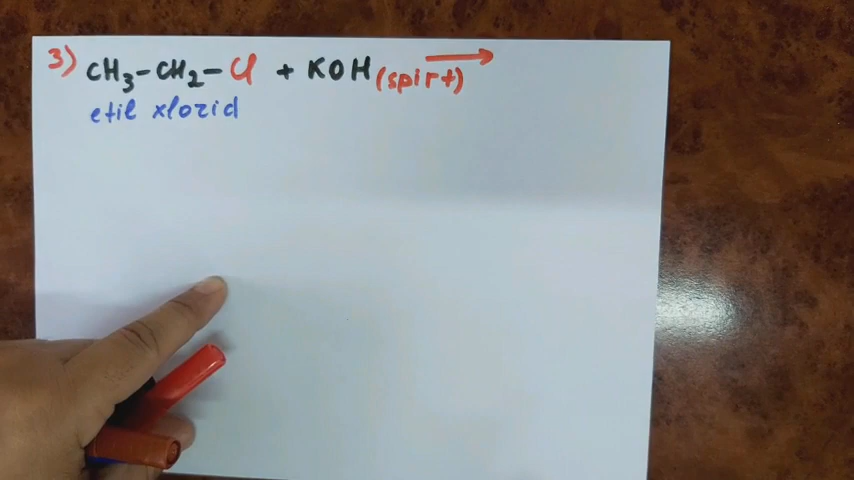 3) CH₃-CH₂-Cl + KOH (spirt) →
etil xlorid